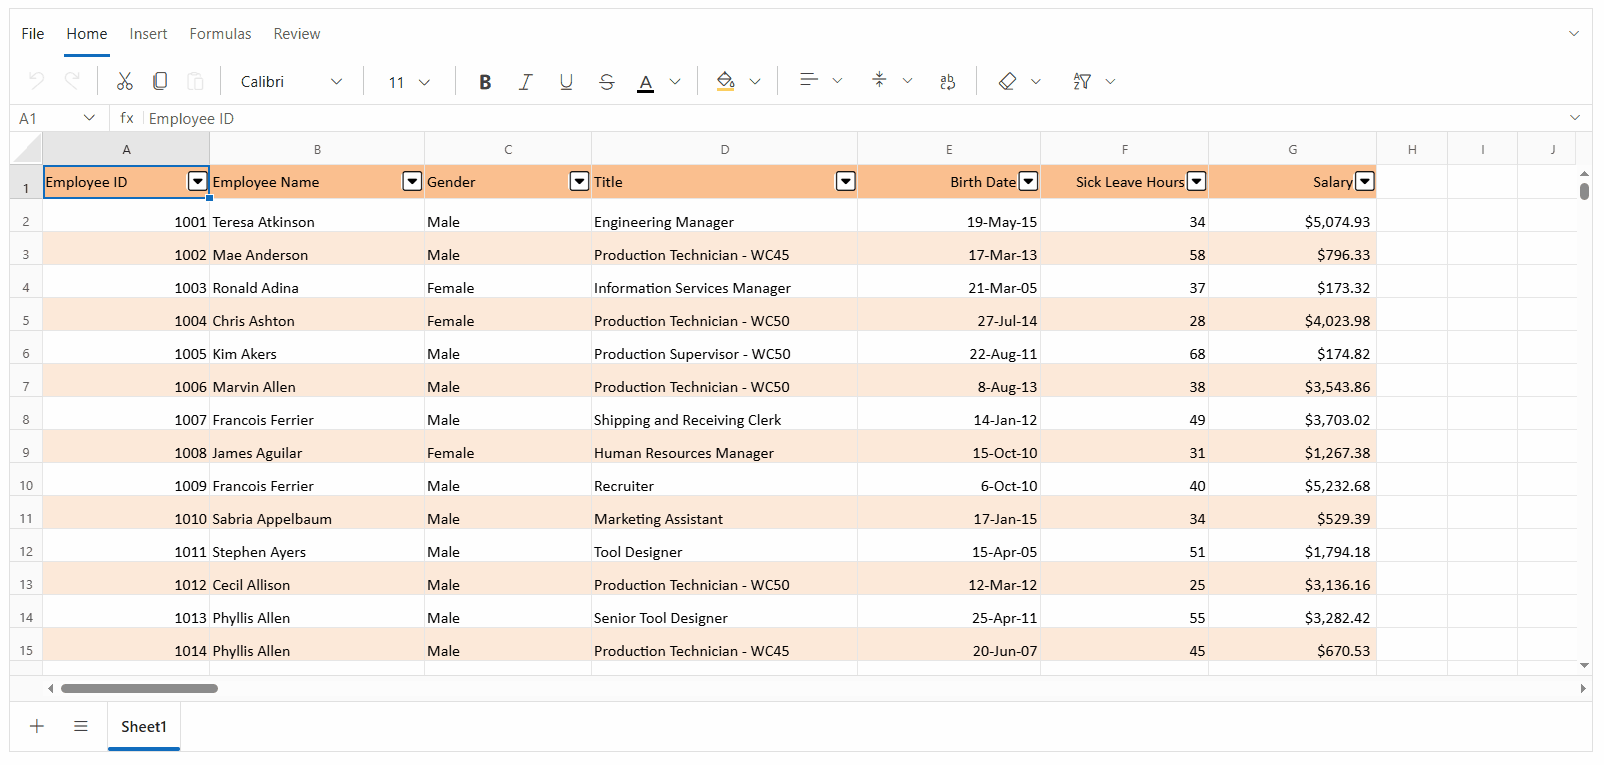 File Home Insert Formulas Review
Calibri 11 B I U S A ab
A1 fx Employee ID
A B C D E F G H I J
1 Employee ID Employee Name Gender Title Birth Date Sick Leave Hours Salary
2 1001 Teresa Atkinson Male Engineering Manager 19-May-15 34 $5,074.93
3 1002 Mae Anderson Male Production Technician - WC45 17-Mar-13 58 $796.33
4 1003 Ronald Adina Female Information Services Manager 21-Mar-05 37 $173.32
5 1004 Chris Ashton Female Production Technician - WC50 27-Jul-14 28 $4,023.98
6 1005 Kim Akers Male Production Supervisor - WC50 22-Aug-11 68 $174.82
7 1006 Marvin Allen Male Production Technician - WC50 8-Aug-13 38 $3,543.86
8 1007 Francois Ferrier Male Shipping and Receiving Clerk 14-Jan-12 49 $3,703.02
9 1008 James Aguilar Female Human Resources Manager 15-Oct-10 31 $1,267.38
10 1009 Francois Ferrier Male Recruiter 6-Oct-10 40 $5,232.68
11 1010 Sabria Appelbaum Male Marketing Assistant 17-Jan-15 34 $529.39
12 1011 Stephen Ayers Male Tool Designer 15-Apr-05 51 $1,794.18
13 1012 Cecil Allison Male Production Technician - WC50 12-Mar-12 25 $3,136.16
14 1013 Phyllis Allen Male Senior Tool Designer 25-Apr-11 55 $3,282.42
15 1014 Phyllis Allen Male Production Technician - WC45 20-Jun-07 45 $670.53
Sheet1